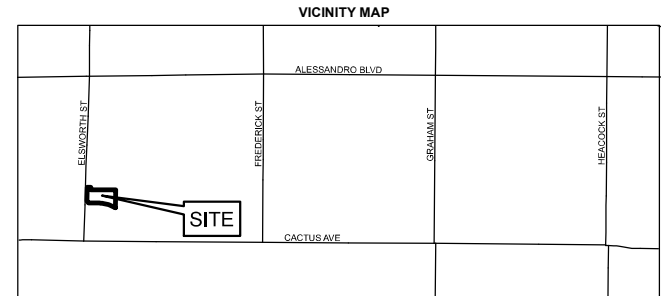 VICINITY MAP
ALESSANDRO BLVD
ELSWORTH ST
FREDERICK ST
GRAHAM ST
HEACOCK ST
SITE
CACTUS AVE